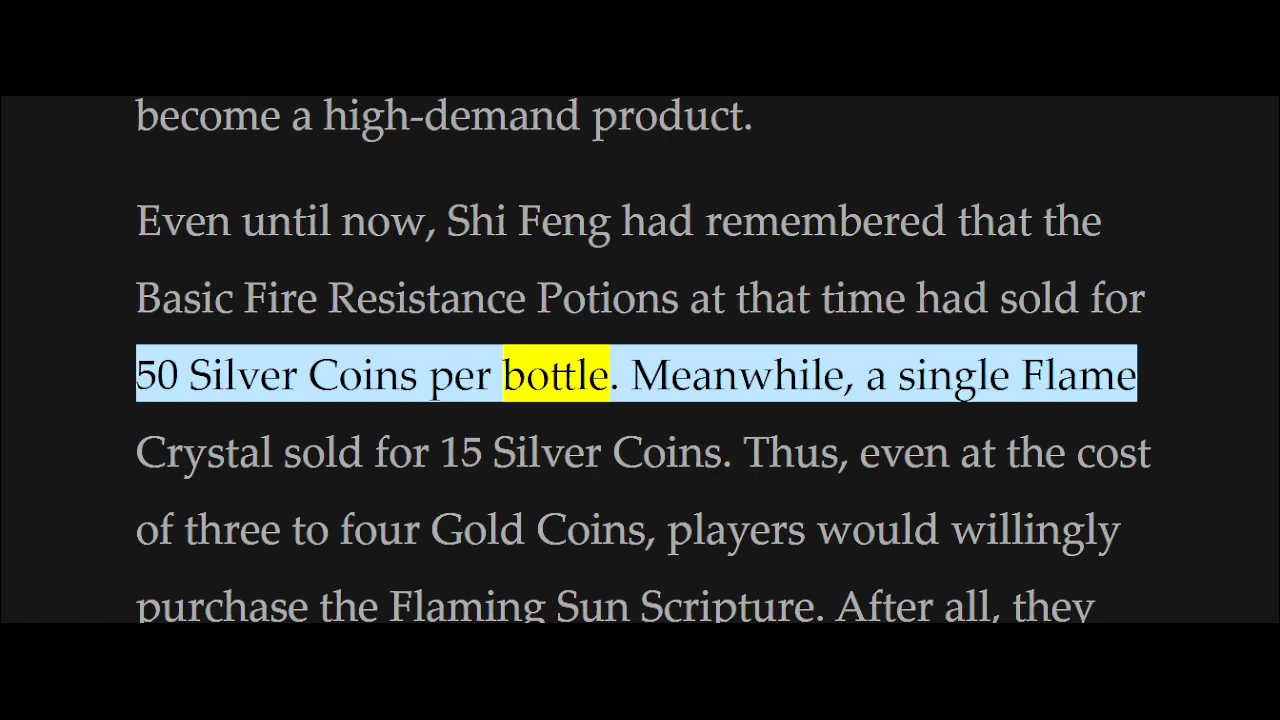 become a high-demand product.
Even until now, Shi Feng had remembered that the
Basic Fire Resistance Potions at that time had sold for
50 Silver Coins per bottle. Meanwhile, a single Flame
Crystal sold for 15 Silver Coins. Thus, even at the cost
of three to four Gold Coins, players would willingly
purchase the Flaming Sun Scripture. After all, they